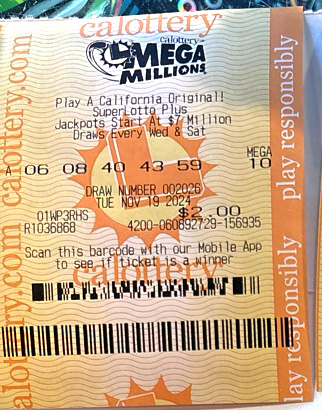 calottery
calottery
MEGA
MILLIONS
Play A California Original!
SuperLotto Plus
Jackpots Start At $7 Million
Draws Every Wed & Sat
MEGA
A 06 08 40 43 59 10
DRAW NUMBER 002026
TUE NOV 19 2024
01WP3RHS $2.00
R1036868 4200-060892729-156935
Scan this barcode with our Mobile App
to see if ticket is a winner
calottery
calottery.com calottery.com
play responsibly
play responsibly